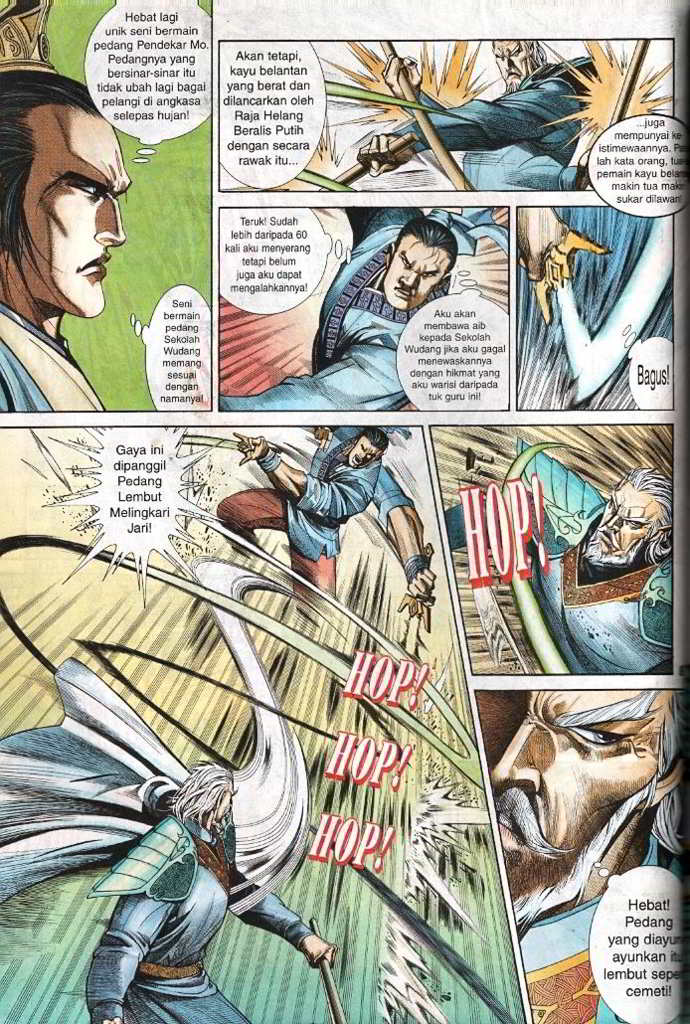 Hebat lagi
unik seni bermain
pedang Pendekar Mo.
Pedangnya yang
bersinar-sinar itu
tidak ubah lagi bagai
pelangi di angkasa
selepas hujan!
Seni
bermain
pedang
Sekolah
Wudang
memang
sesuai
dengan
namanya!
Akan tetapi,
kayu belantan
yang berat dan
dilancarkan oleh
Raja Helang
Beralis Putih
dengan secara
rawak itu...
...juga
mempunyai ke
istimewaannya.
lah kata orang,
pemain kayu
makin tua
sukar dilawan!
Teruk! Sudah
lebih daripada 60
kali aku menyerang
tetapi belum
juga aku dapat
mengalahkannya!
Aku akan
membawa aib
kepada Sekolah
Wudang jika aku gagal
menewaskannya
dengan hikmat yang
aku warisi daripada
tuk guru ini!
Bagus!
Gaya ini
dipanggil
Pedang
Lembut
Melingkari
Jari!
HOP!
HOP!
HOP!
HOP!
Hebat!
Pedang
yang
ayunkan
lembut
cemeti!